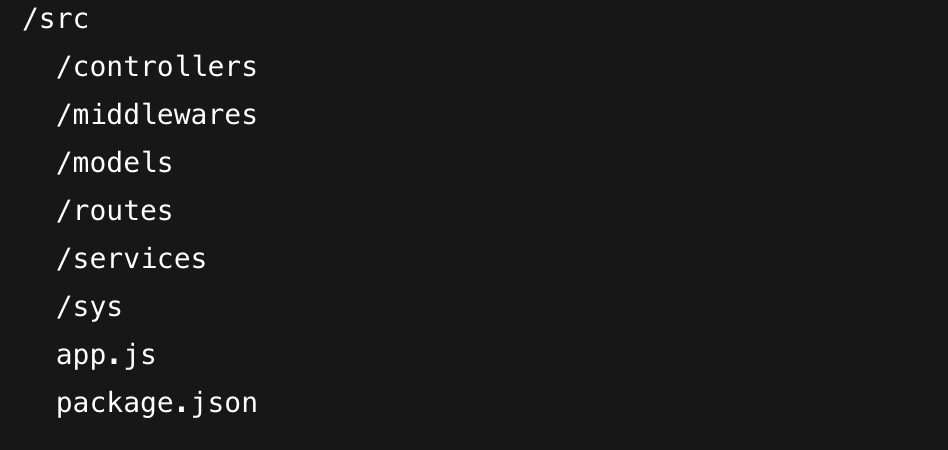 /src
  /controllers
  /middlewares
  /models
  /routes
  /services
  /sys
  app.js
  package.json